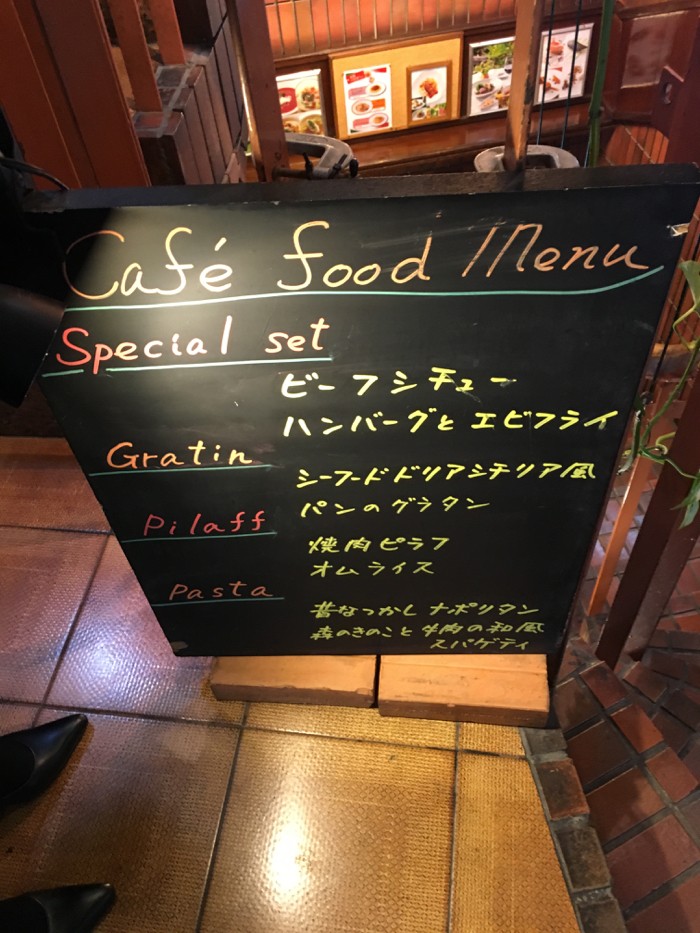 Café food Menu
Special set
ビーフシチュー
ハンバーグと エビフライ
Gratin
シーフードドリアシチリア風
パンのグラタン
Pilaff
焼肉ピラフ
オムライス
Pasta
昔なつかし ナポリタン
森のきのこと 牛肉の和風
スパゲティ